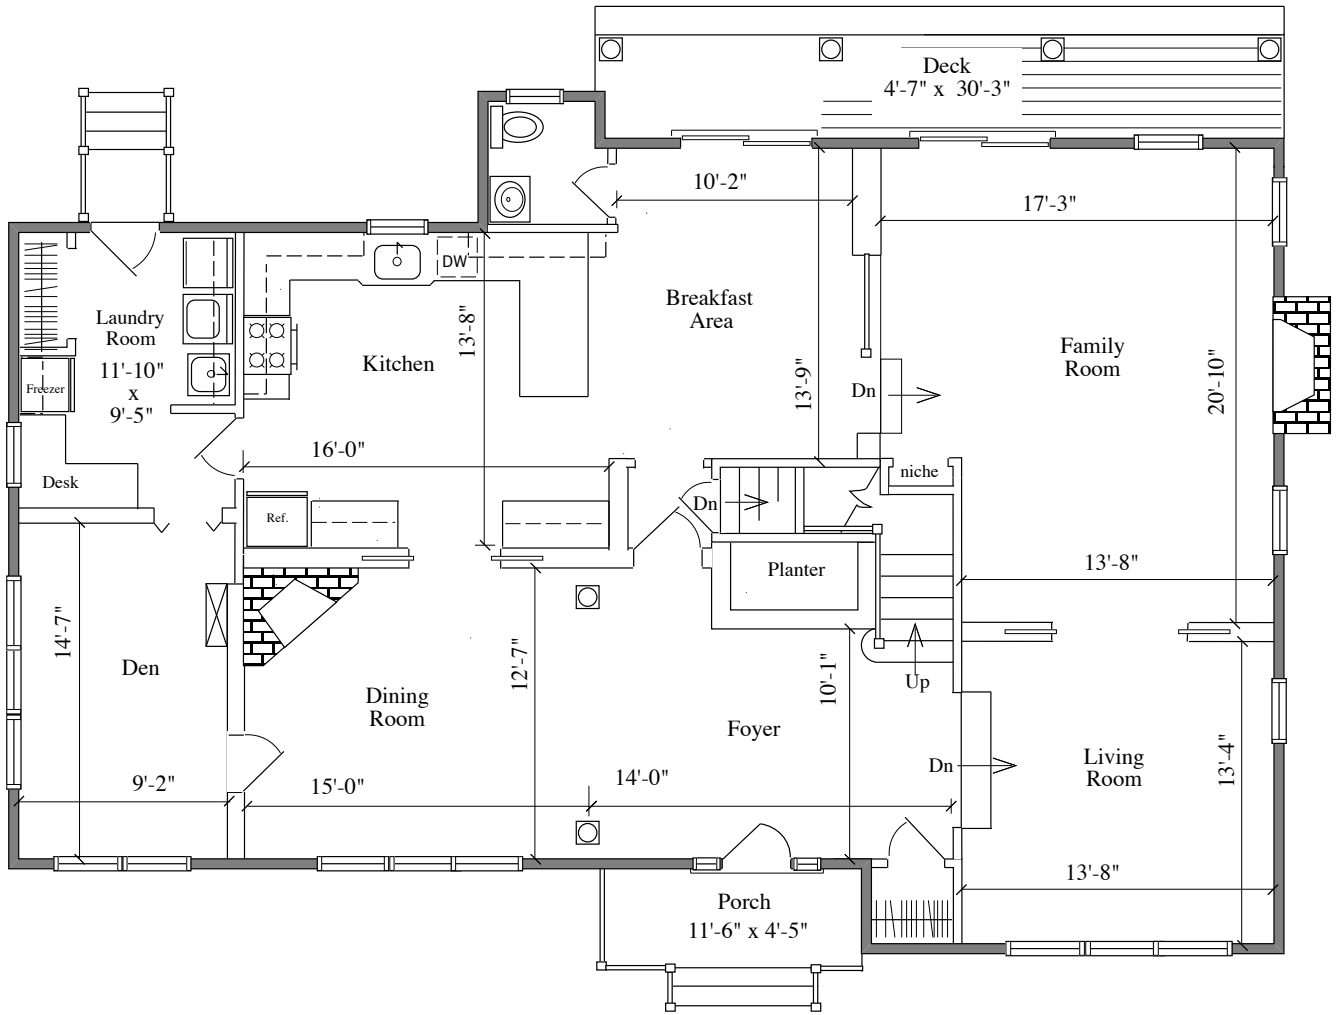 Deck
4'-7" x 30'-3"
10'-2"
17'-3"
DW
Laundry
Room
11'-10"
x
9'-5"
Freezer
Desk
Kitchen
13'-8"
16'-0"
Breakfast
Area
13'-9"
Dn
Family
Room
20'-10"
niche
Ref.
Dn
Planter
13'-8"
14'-7"
Den
9'-2"
Dining
Room
15'-0"
12'-7"
Foyer
14'-0"
10'-1"
Up
Dn
Living
Room
13'-4"
13'-8"
Porch
11'-6" x 4'-5"